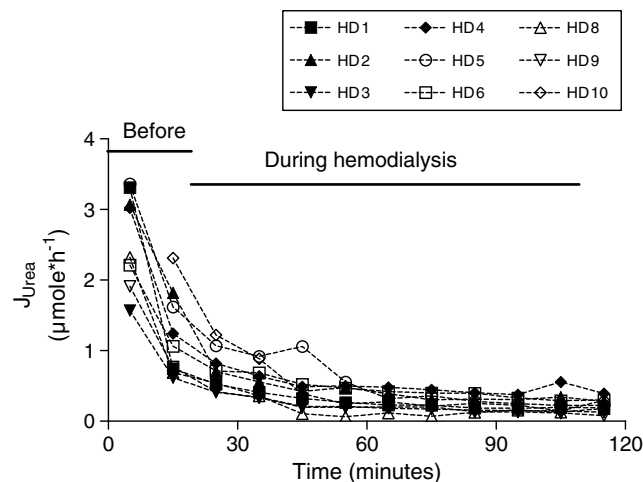 HD1 HD4 HD8
HD2 HD5 HD9
HD3 HD6 HD10
Before
During hemodialysis
4
3
2
1
0
J_Urea
(µmole*h⁻¹)
0 30 60 90 120
Time (minutes)